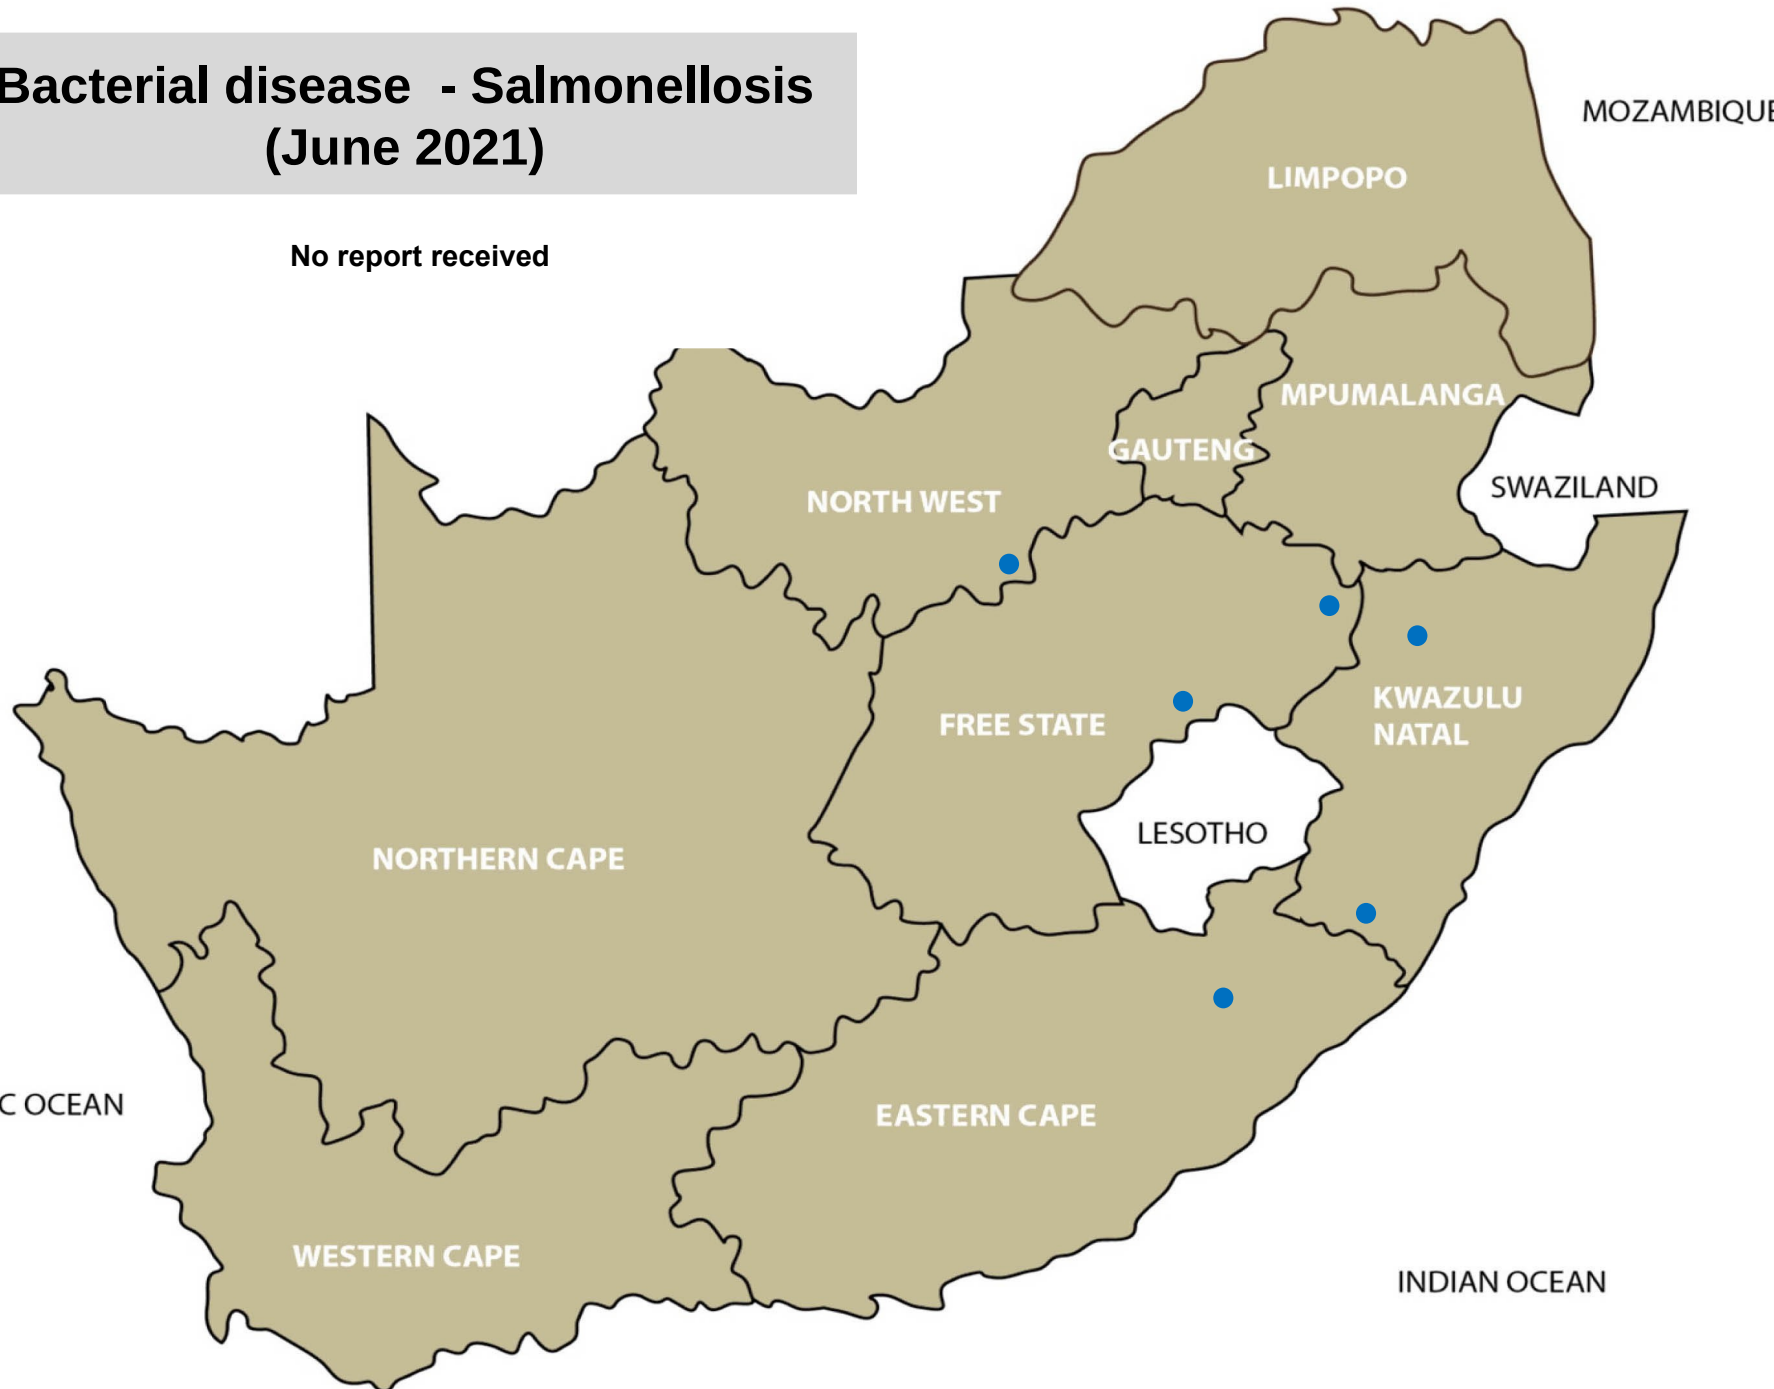 Bacterial disease - Salmonellosis
(June 2021)
No report received
MOZAMBIQUE
LIMPOPO
MPUMALANGA
GAUTENG
SWAZILAND
NORTH WEST
KWAZULU
NATAL
FREE STATE
LESOTHO
NORTHERN CAPE
C OCEAN
EASTERN CAPE
WESTERN CAPE
INDIAN OCEAN